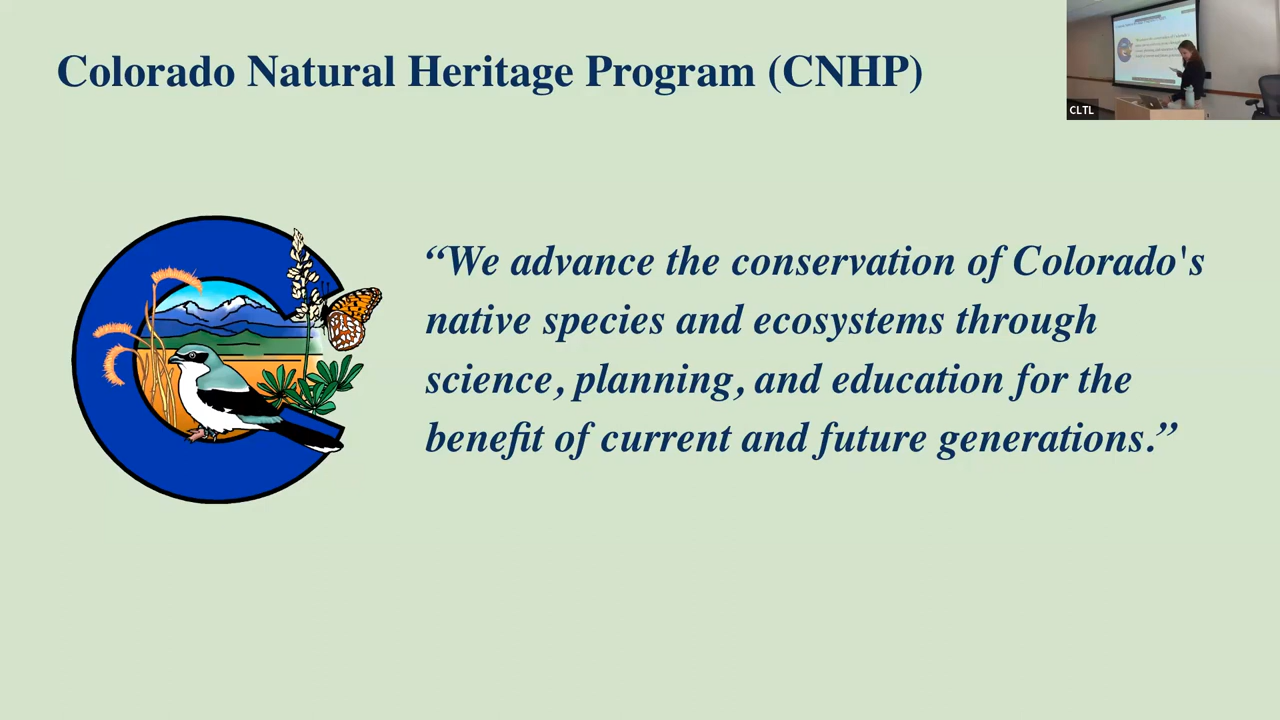 Colorado Natural Heritage Program (CNHP)
CLTL
“We advance the conservation of Colorado's
native species and ecosystems through
science, planning, and education for the
benefit of current and future generations.”